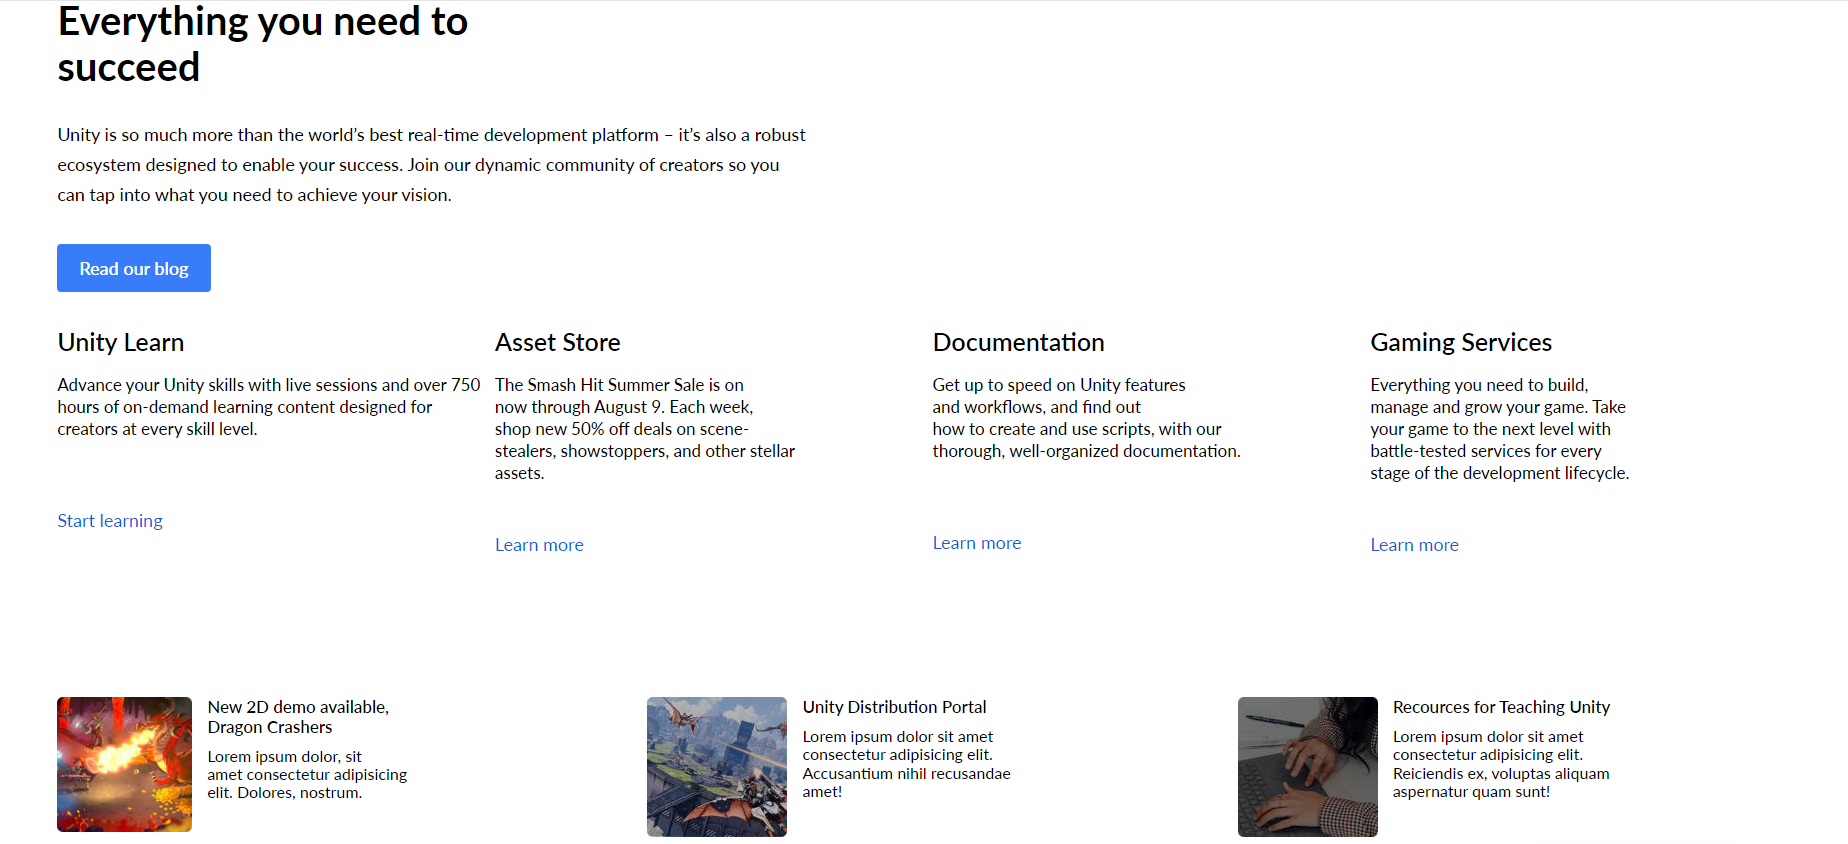 Everything you need to
succeed
Unity is so much more than the world’s best real-time development platform – it’s also a robust
ecosystem designed to enable your success. Join our dynamic community of creators so you
can tap into what you need to achieve your vision.
Read our blog
Unity Learn
Advance your Unity skills with live sessions and over 750
hours of on-demand learning content designed for
creators at every skill level.
Start learning
Asset Store
The Smash Hit Summer Sale is on
now through August 9. Each week,
shop new 50% off deals on scene-
stealers, showstoppers, and other stellar
assets.
Learn more
Documentation
Get up to speed on Unity features
and workflows, and find out
how to create and use scripts, with our
thorough, well-organized documentation.
Learn more
Gaming Services
Everything you need to build,
manage and grow your game. Take
your game to the next level with
battle-tested services for every
stage of the development lifecycle.
Learn more
New 2D demo available,
Dragon Crashers
Lorem ipsum dolor, sit
amet consectetur adipisicing
elit. Dolores, nostrum.
Unity Distribution Portal
Lorem ipsum dolor sit amet
consectetur adipisicing elit.
Accusantium nihil recusandae
amet!
Recources for Teaching Unity
Lorem ipsum dolor sit amet
consectetur adipisicing elit.
Reiciendis ex, voluptas aliquam
aspernatur quam sunt!